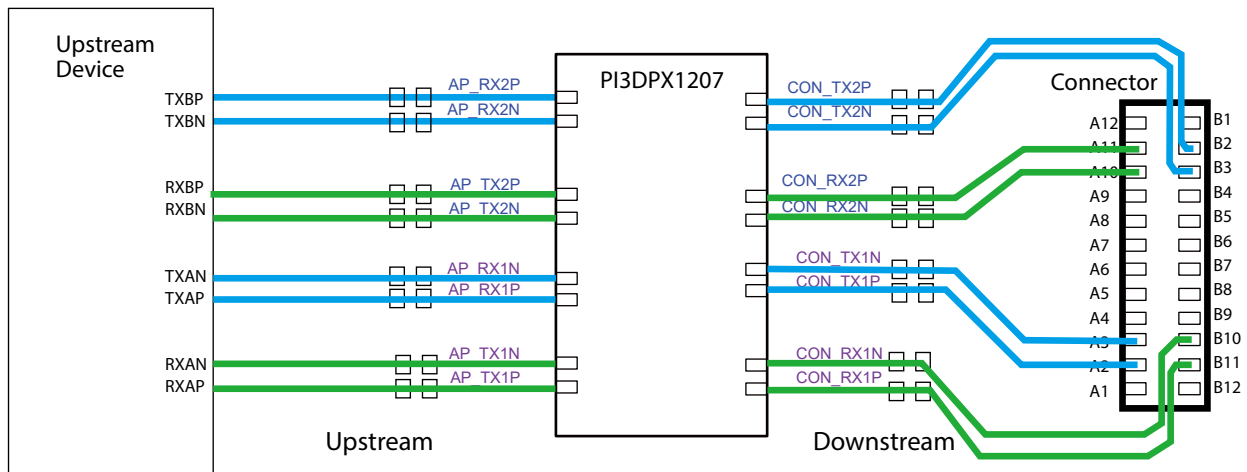 Upstream
Device
TXBP
TXBN
RXBP
RXBN
TXAN
TXAP
RXAN
RXAP
AP_RX2P
AP_RX2N
AP_TX2P
AP_TX2N
AP_RX1N
AP_RX1P
AP_TX1N
AP_TX1P
Upstream
PI3DPX1207
CON_TX2P
CON_TX2N
CON_RX2P
CON_RX2N
CON_TX1N
CON_TX1P
CON_RX1N
CON_RX1P
Downstream
Connector
A12
A11
A10
A9
A8
A7
A6
A5
A4
A3
A2
A1
B1
B2
B3
B4
B5
B6
B7
B8
B9
B10
B11
B12